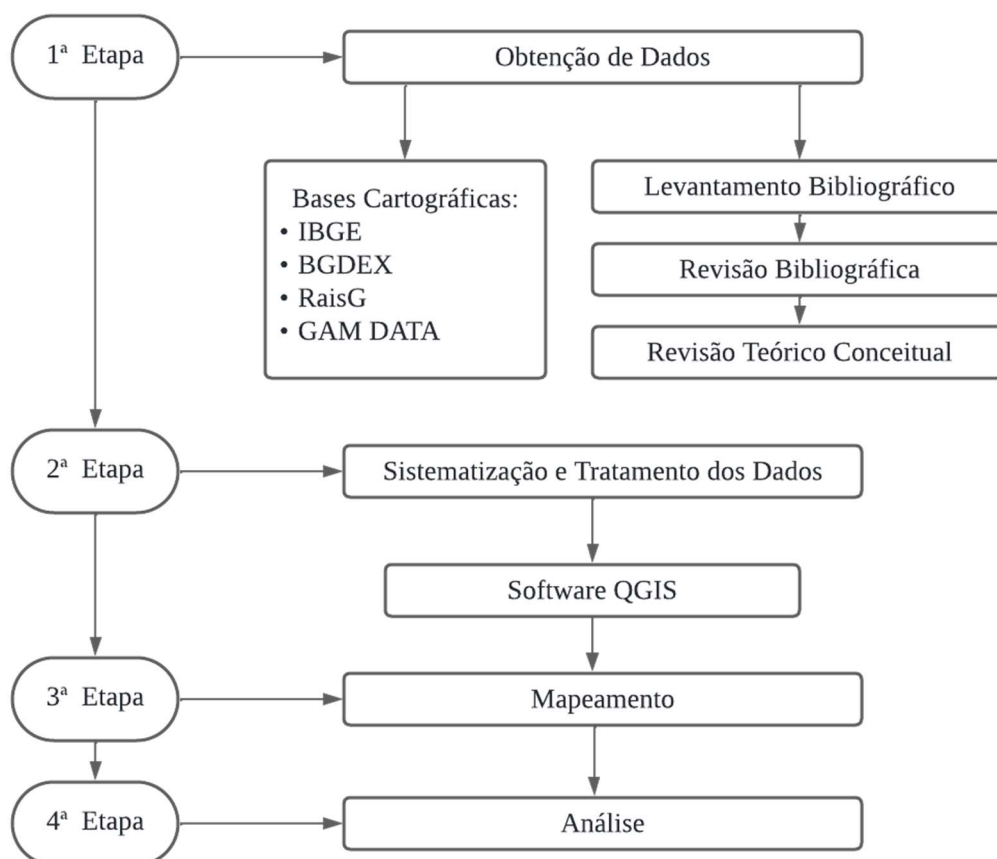 1ª Etapa
Obtenção de Dados
Bases Cartográficas:
• IBGE
• BGDEX
• RaisG
• GAM DATA
Levantamento Bibliográfico
Revisão Bibliográfica
Revisão Teórico Conceitual
2ª Etapa
Sistematização e Tratamento dos Dados
Software QGIS
3ª Etapa
Mapeamento
4ª Etapa
Análise